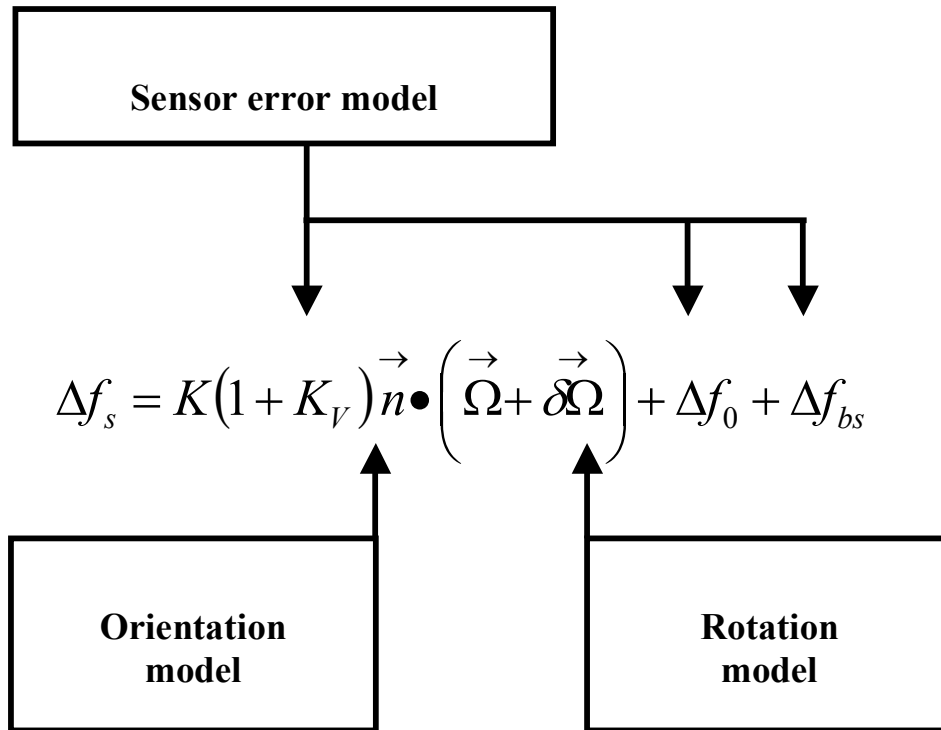 Sensor error model
Δf_s = K(1 + K_V) n⃗ • (Ω⃗ + δΩ⃗) + Δf_0 + Δf_bs
Orientation
model
Rotation
model